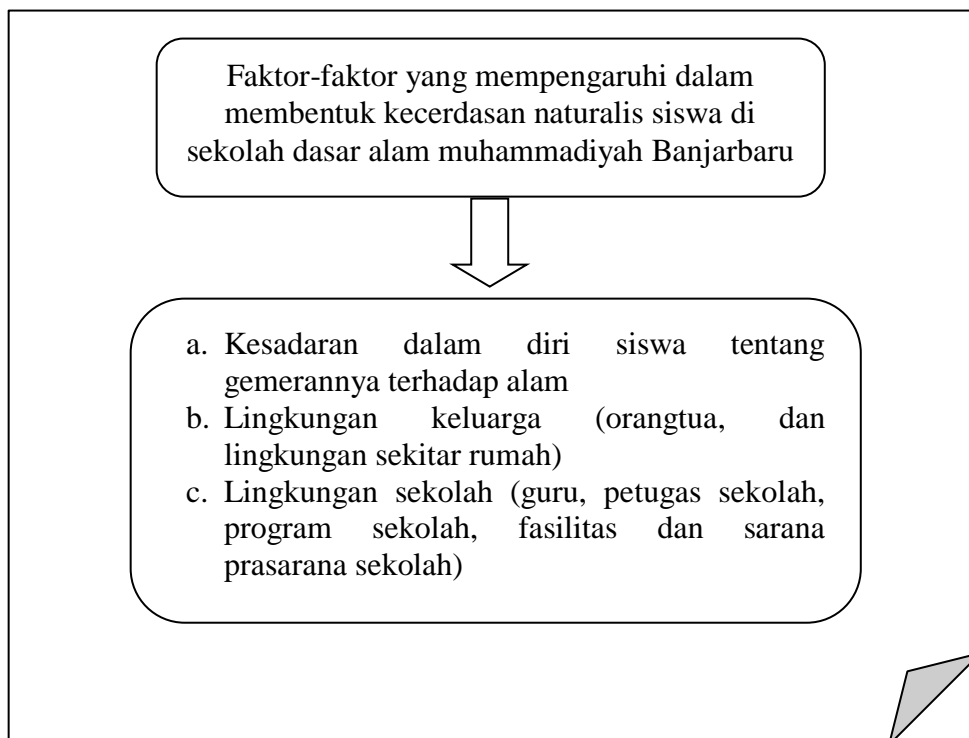 Faktor-faktor yang mempengaruhi dalam
membentuk kecerdasan naturalis siswa di
sekolah dasar alam muhammadiyah Banjarbaru
a. Kesadaran dalam diri siswa tentang
gemerannya terhadap alam
b. Lingkungan keluarga (orangtua, dan
lingkungan sekitar rumah)
c. Lingkungan sekolah (guru, petugas sekolah,
program sekolah, fasilitas dan sarana
prasarana sekolah)